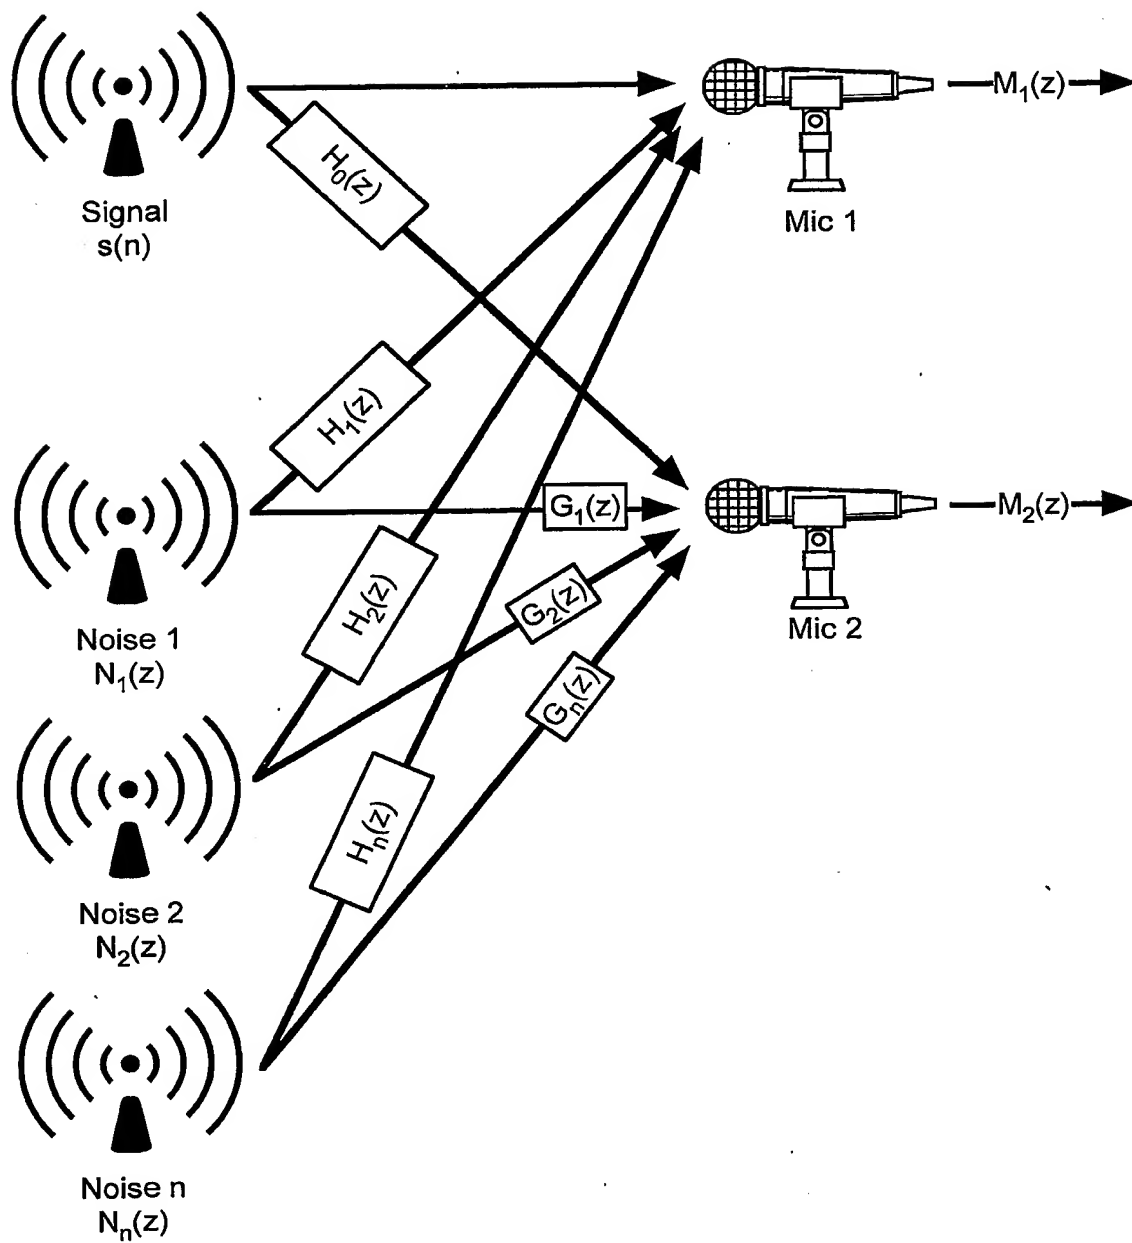 Signal
s(n)
H₀(z)
M₁(z)
Mic 1
H₁(z)
Noise 1
N₁(z)
G₁(z)
M₂(z)
Mic 2
H₂(z)
G₂(z)
Noise 2
N₂(z)
Gₙ(z)
Hₙ(z)
Noise n
Nₙ(z)